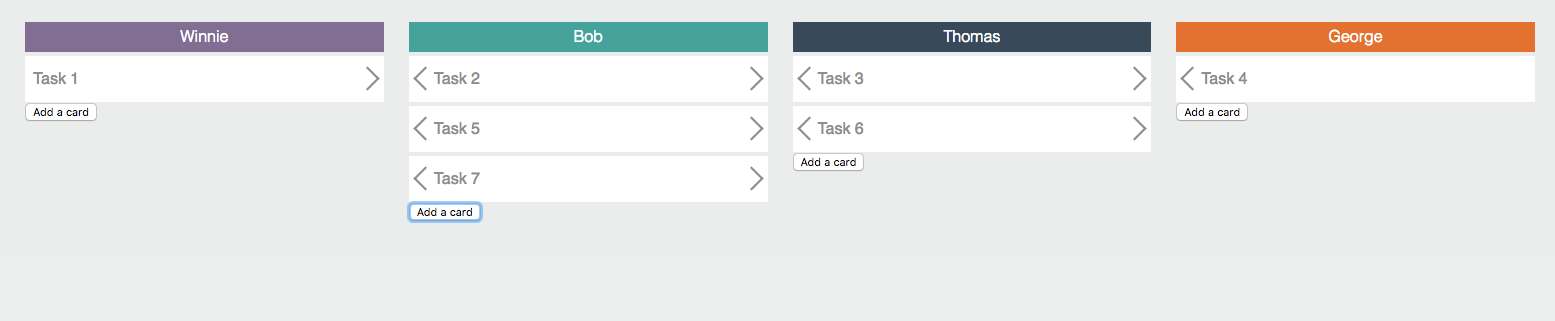 Winnie
Task 1
Add a card
Bob
Task 2
Task 5
Task 7
Add a card
Thomas
Task 3
Task 6
Add a card
George
Task 4
Add a card